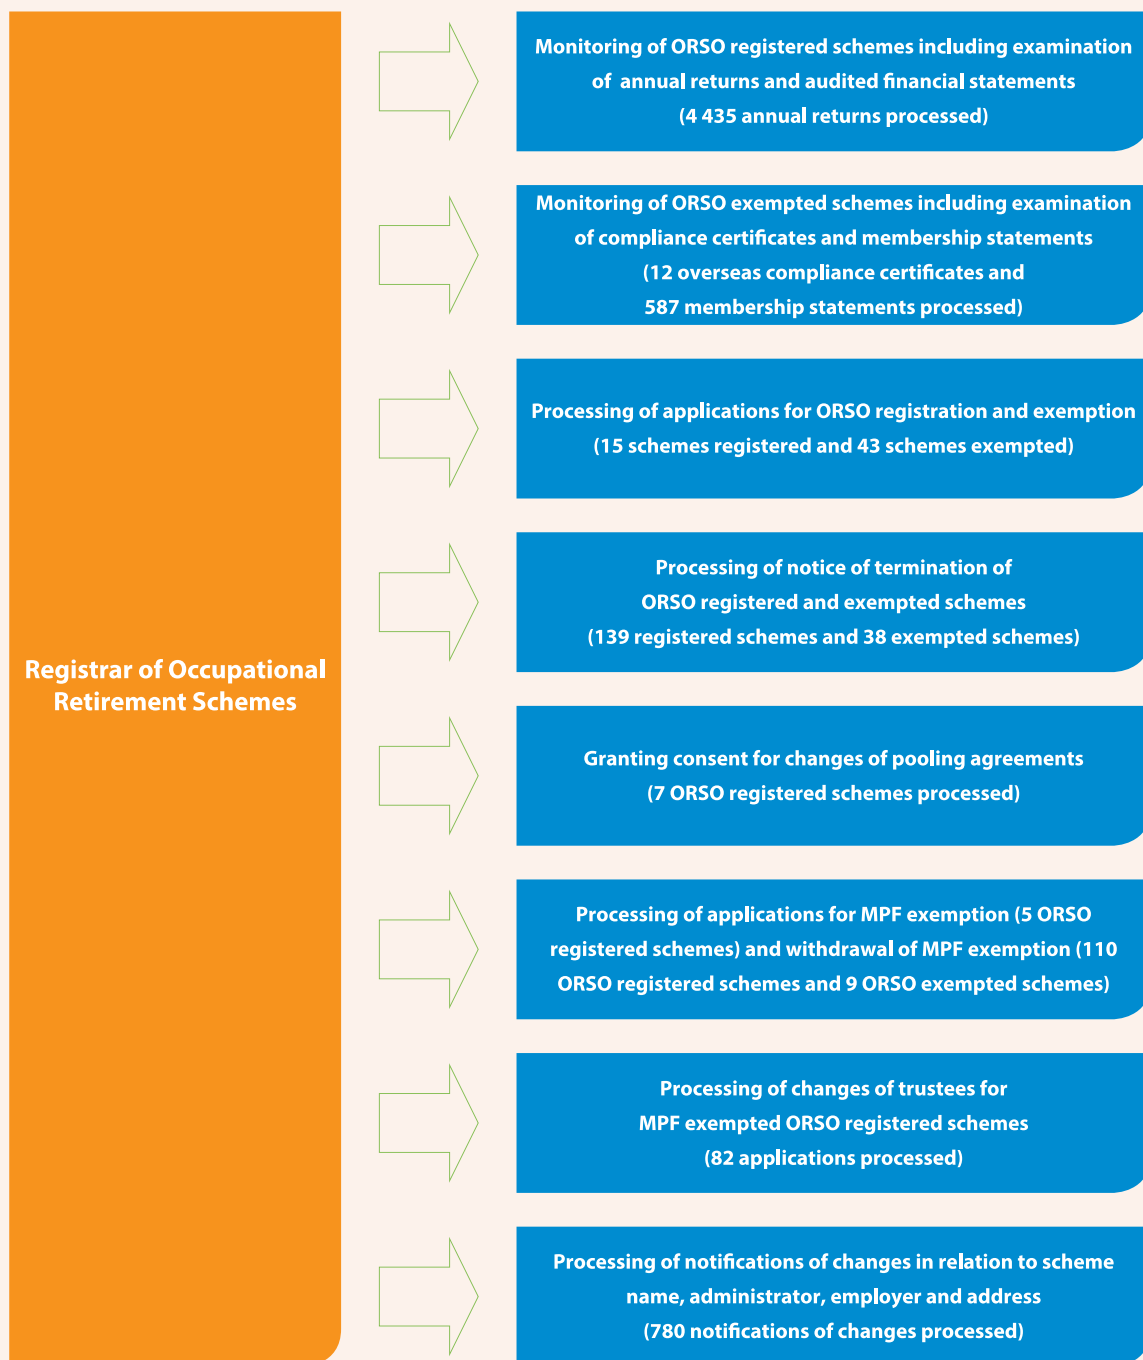 Registrar of Occupational
Retirement Schemes
Monitoring of ORSO registered schemes including examination
of annual returns and audited financial statements
(4 435 annual returns processed)
Monitoring of ORSO exempted schemes including examination
of compliance certificates and membership statements
(12 overseas compliance certificates and
587 membership statements processed)
Processing of applications for ORSO registration and exemption
(15 schemes registered and 43 schemes exempted)
Processing of notice of termination of
ORSO registered and exempted schemes
(139 registered schemes and 38 exempted schemes)
Granting consent for changes of pooling agreements
(7 ORSO registered schemes processed)
Processing of applications for MPF exemption (5 ORSO
registered schemes) and withdrawal of MPF exemption (110
ORSO registered schemes and 9 ORSO exempted schemes)
Processing of changes of trustees for
MPF exempted ORSO registered schemes
(82 applications processed)
Processing of notifications of changes in relation to scheme
name, administrator, employer and address
(780 notifications of changes processed)